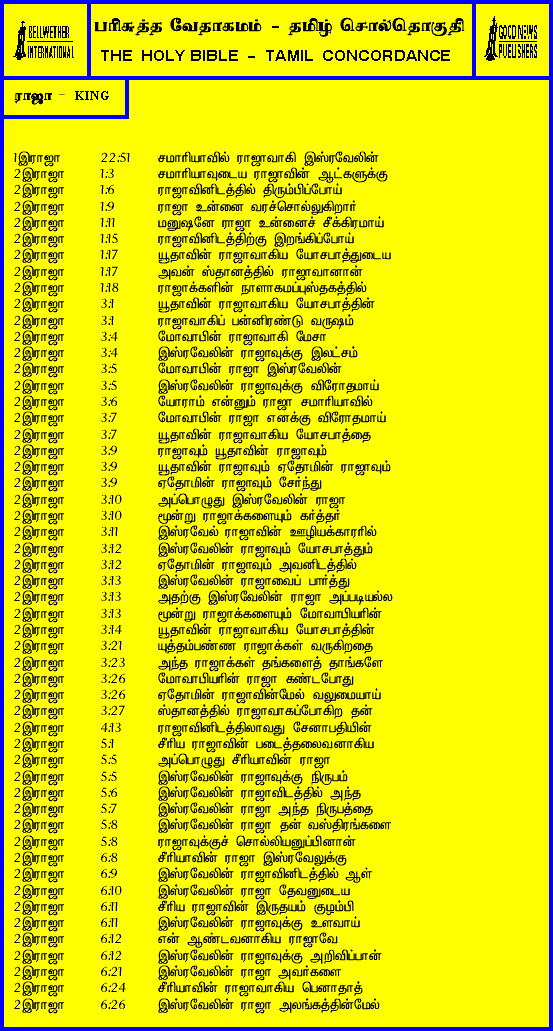 BELLWETHER
INTERNATIONAL
பரிசுத்த வேதாகமம் - தமிழ் சொல்தொகுதி
THE HOLY BIBLE - TAMIL CONCORDANCE
GOOD NEWS
PUBLISHERS
ராஜா - KING
1இராஜா 22:51 சமாரியாவில் ராஜாவாகி இஸ்ரவேலின்
2இராஜா 1:3 சமாரியாவுடைய ராஜாவின் ஆட்களுக்கு
2இராஜா 1:6 ராஜாவினிடத்தில் திரும்பிப்போய்
2இராஜா 1:9 ராஜா உன்னை வரச்சொல்லுகிறார்
2இராஜா 1:11 மனுஷனே ராஜா உன்னைச் சீக்கிரமாய்
2இராஜா 1:15 ராஜாவினிடத்திற்கு இறங்கிப்போய்
2இராஜா 1:17 யூதாவின் ராஜாவாகிய யோசபாத்துடைய
2இராஜா 1:17 அவன் ஸ்தானத்தில் ராஜாவானான்
2இராஜா 1:18 ராஜாக்களின் நாளாகமப்புஸ்தகத்தில்
2இராஜா 3:1 யூதாவின் ராஜாவாகிய யோசபாத்தின்
2இராஜா 3:1 ராஜாவாகிப் பன்னிரண்டு வருஷம்
2இராஜா 3:4 மோவாபின் ராஜாவாகி மேசா
2இராஜா 3:4 இஸ்ரவேலின் ராஜாவுக்கு இலட்சம்
2இராஜா 3:5 மோவாபின் ராஜா இஸ்ரவேலின்
2இராஜா 3:5 இஸ்ரவேலின் ராஜாவுக்கு விரோதமாய்
2இராஜா 3:6 யோராம் என்னும் ராஜா சமாரியாவில்
2இராஜா 3:7 மோவாபின் ராஜா எனக்கு விரோதமாய்
2இராஜா 3:7 யூதாவின் ராஜாவாகிய யோசபாத்தை
2இராஜா 3:9 ராஜாவும் யூதாவின் ராஜாவும்
2இராஜா 3:9 யூதாவின் ராஜாவும் ஏதோமின் ராஜாவும்
2இராஜா 3:9 ஏதோமின் ராஜாவும் சேர்ந்து
2இராஜா 3:10 அப்பொழுது இஸ்ரவேலின் ராஜா
2இராஜா 3:10 மூன்று ராஜாக்களையும் கர்த்தர்
2இராஜா 3:11 இஸ்ரவேல் ராஜாவின் ஊழியக்காரரில்
2இராஜா 3:12 இஸ்ரவேலின் ராஜாவும் யோசபாத்தும்
2இராஜா 3:12 ஏதோமின் ராஜாவும் அவனிடத்தில்
2இராஜா 3:13 இஸ்ரவேலின் ராஜாவைப் பார்த்து
2இராஜா 3:13 அதற்கு இஸ்ரவேலின் ராஜா அப்படியல்ல
2இராஜா 3:13 மூன்று ராஜாக்களையும் மோவாபியரின்
2இராஜா 3:14 யூதாவின் ராஜாவாகிய யோசபாத்தின்
2இராஜா 3:21 யுத்தம்பண்ண ராஜாக்கள் வருகிறதை
2இராஜா 3:23 அந்த ராஜாக்கள் தங்களைத் தாங்களே
2இராஜா 3:26 மோவாபியரின் ராஜா கண்டபோது
2இராஜா 3:26 ஏதோமின் ராஜாவின்மேல் வலுமையாய்
2இராஜா 3:27 ஸ்தானத்தில் ராஜாவாகப்போகிற தன்
2இராஜா 4:13 ராஜாவினிடத்திலாவது சேனாபதியின்
2இராஜா 5:1 சீரிய ராஜாவின் படைத்தலைவனாகிய
2இராஜா 5:5 அப்பொழுது சீரியாவின் ராஜா
2இராஜா 5:5 இஸ்ரவேலின் ராஜாவுக்கு நிருபம்
2இராஜா 5:6 இஸ்ரவேலின் ராஜாவிடத்தில் அந்த
2இராஜா 5:7 இஸ்ரவேலின் ராஜா அந்த நிருபத்தை
2இராஜா 5:8 இஸ்ரவேலின் ராஜா தன் வஸ்திரங்களை
2இராஜா 5:8 ராஜாவுக்குச் சொல்லியனுப்பினான்
2இராஜா 6:8 சீரியாவின் ராஜா இஸ்ரவேலுக்கு
2இராஜா 6:9 இஸ்ரவேலின் ராஜாவினிடத்தில் ஆள்
2இராஜா 6:10 இஸ்ரவேலின் ராஜா தேவனுடைய
2இராஜா 6:11 சீரிய ராஜாவின் இருதயம் குழம்பி
2இராஜா 6:11 இஸ்ரவேலின் ராஜாவுக்கு உளவாய்
2இராஜா 6:12 என் ஆண்டவனாகிய ராஜாவே
2இராஜா 6:12 இஸ்ரவேலின் ராஜாவுக்கு அறிவிப்பான்
2இராஜா 6:21 இஸ்ரவேலின் ராஜா அவர்களை
2இராஜா 6:24 சீரியாவின் ராஜாவாகிய பெனாதாத்
2இராஜா 6:26 இஸ்ரவேலின் ராஜா அலங்கத்தின்மேல்